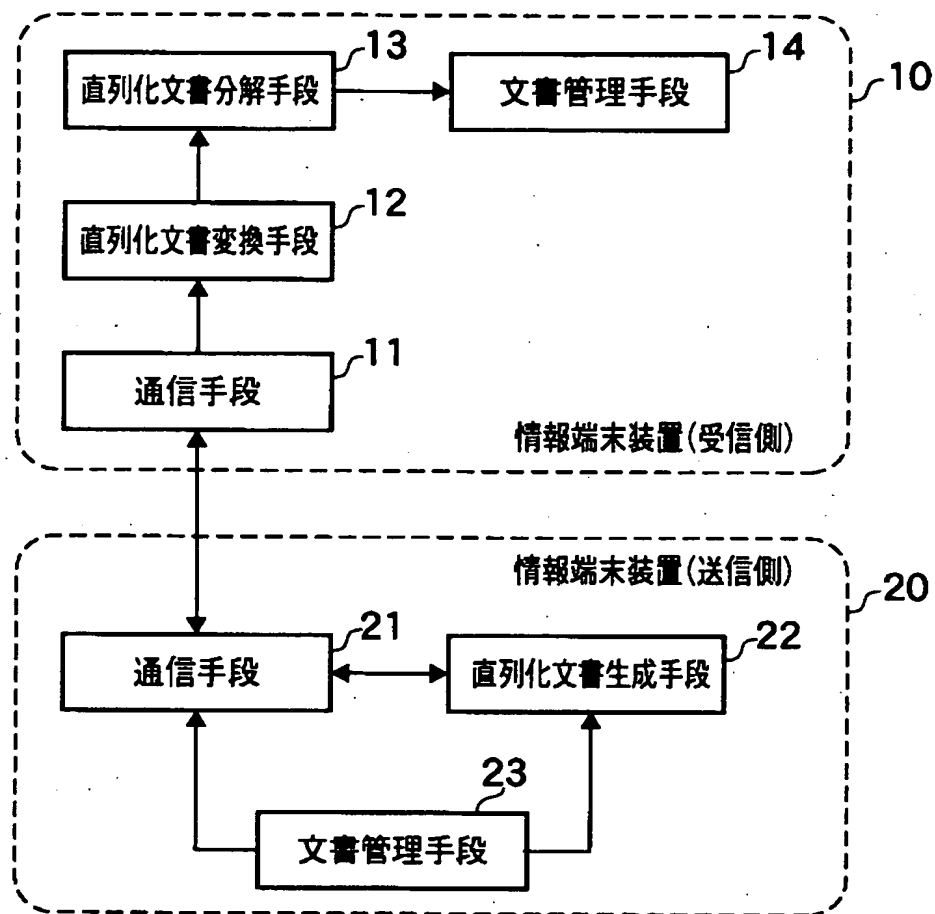 13
直列化文書分解手段
14
文書管理手段
10
12
直列化文書変換手段
11
通信手段
情報端末装置(受信側)
情報端末装置(送信側)
20
21
通信手段
22
直列化文書生成手段
23
文書管理手段